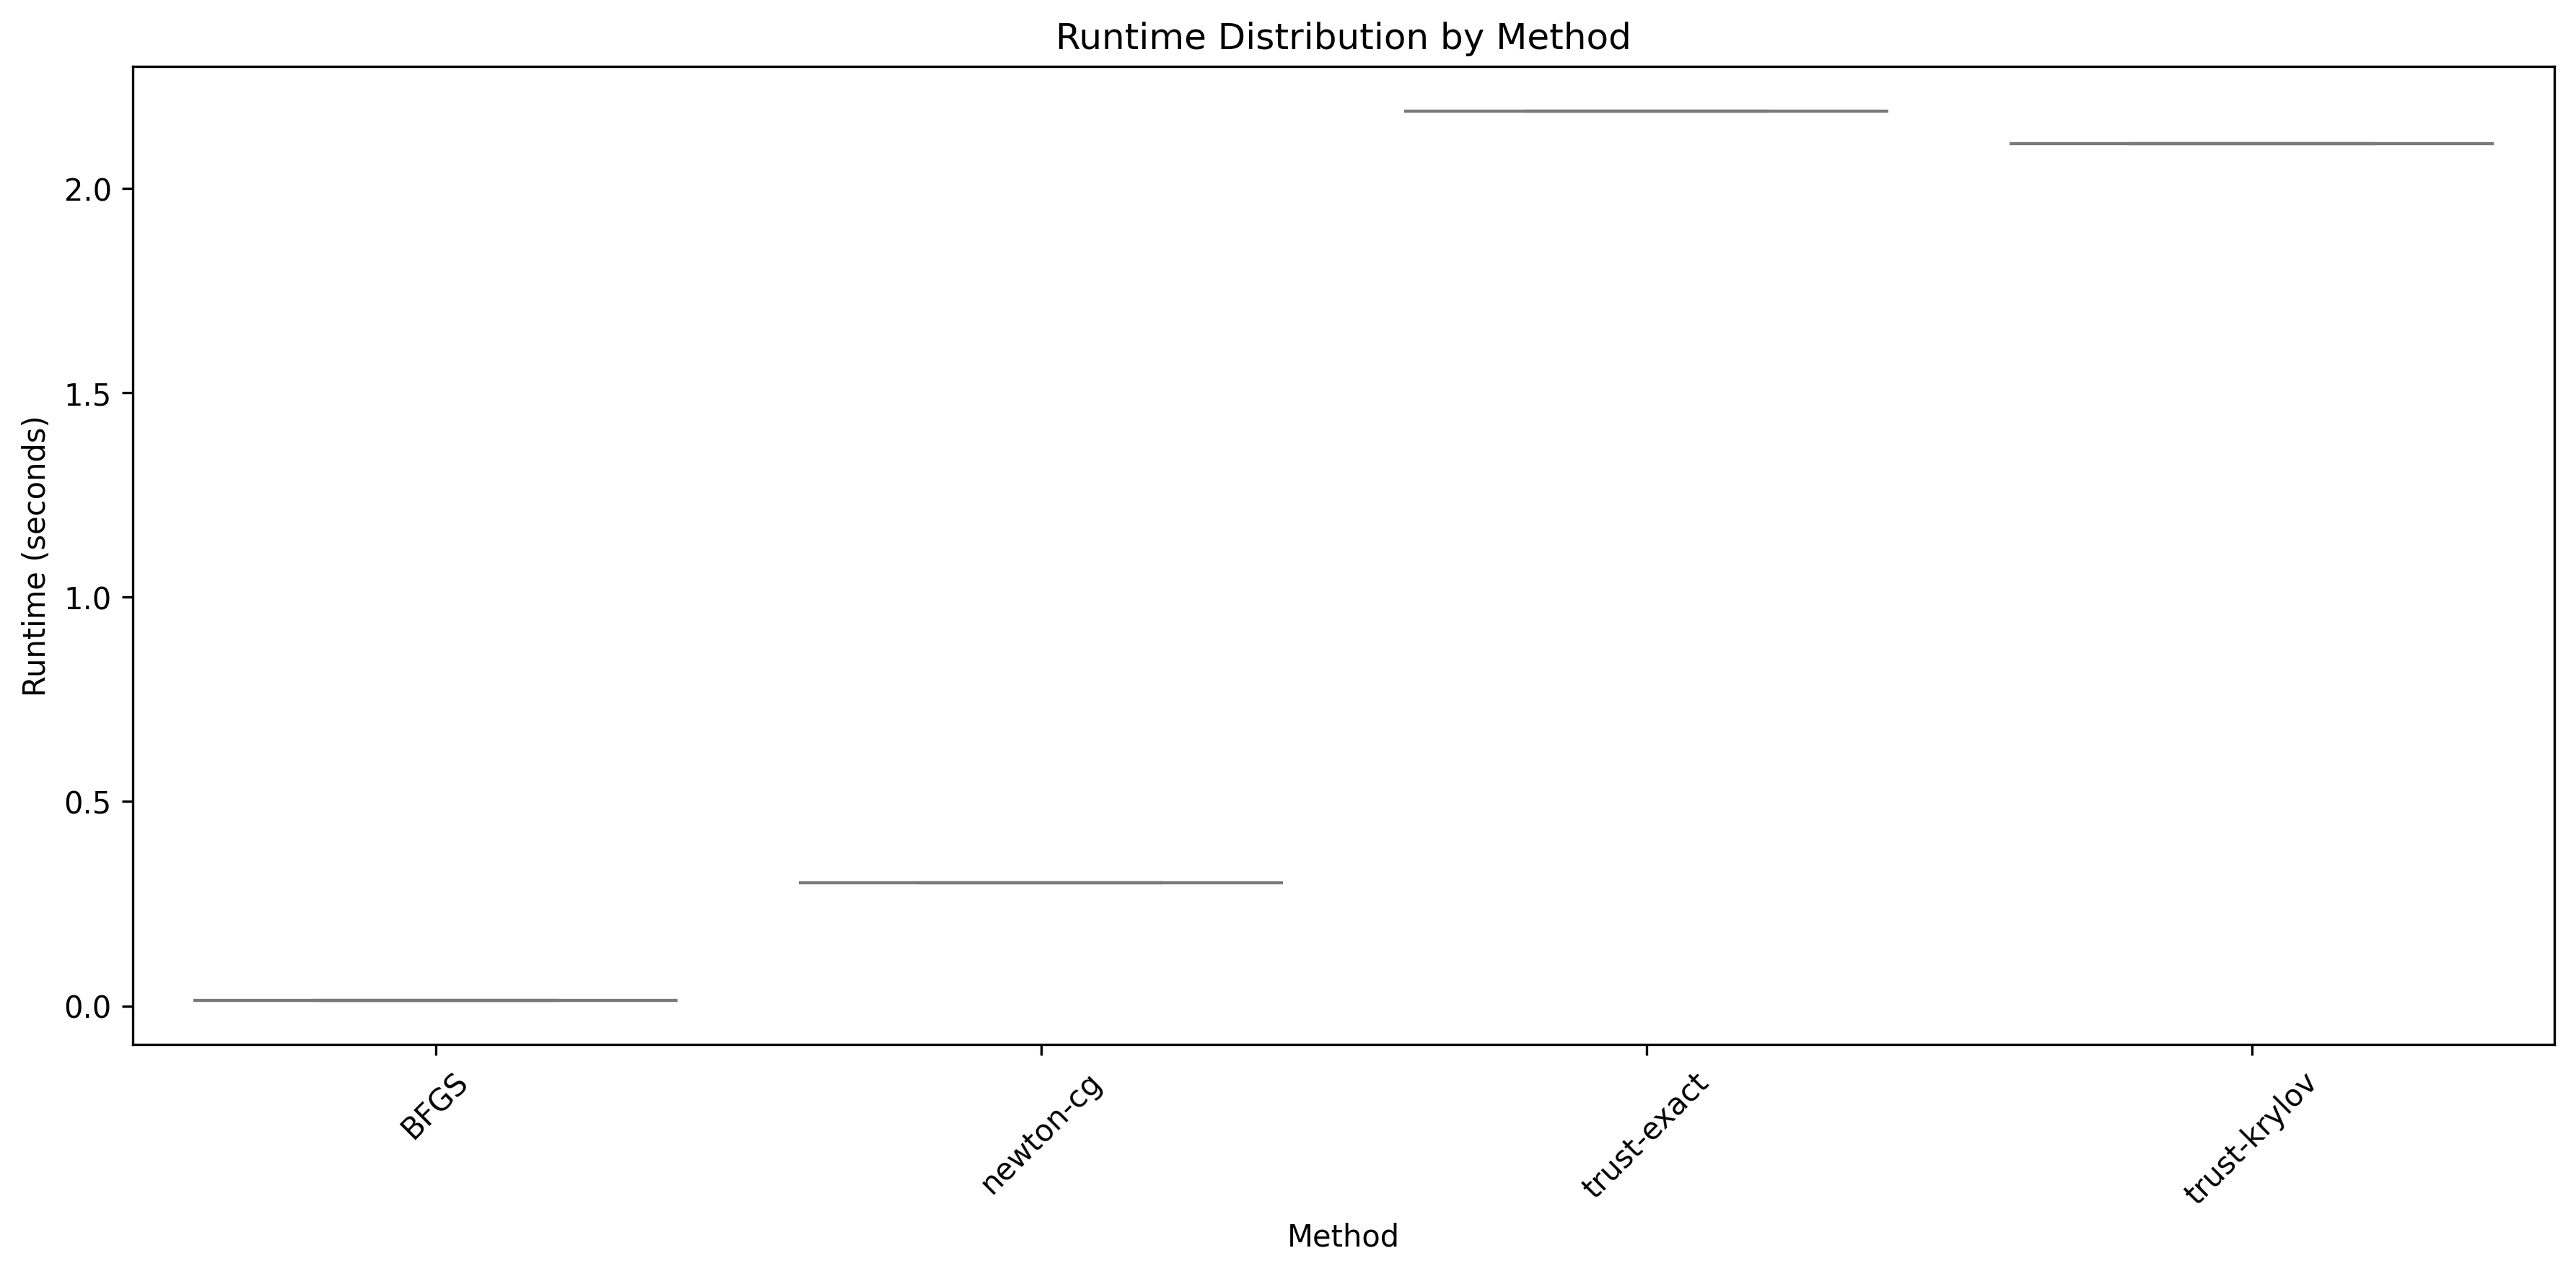 Runtime Distribution by Method
Runtime (seconds)
2.0
1.5
1.0
0.5
0.0
BFGS
newton-cg
trust-exact
trust-krylov
Method